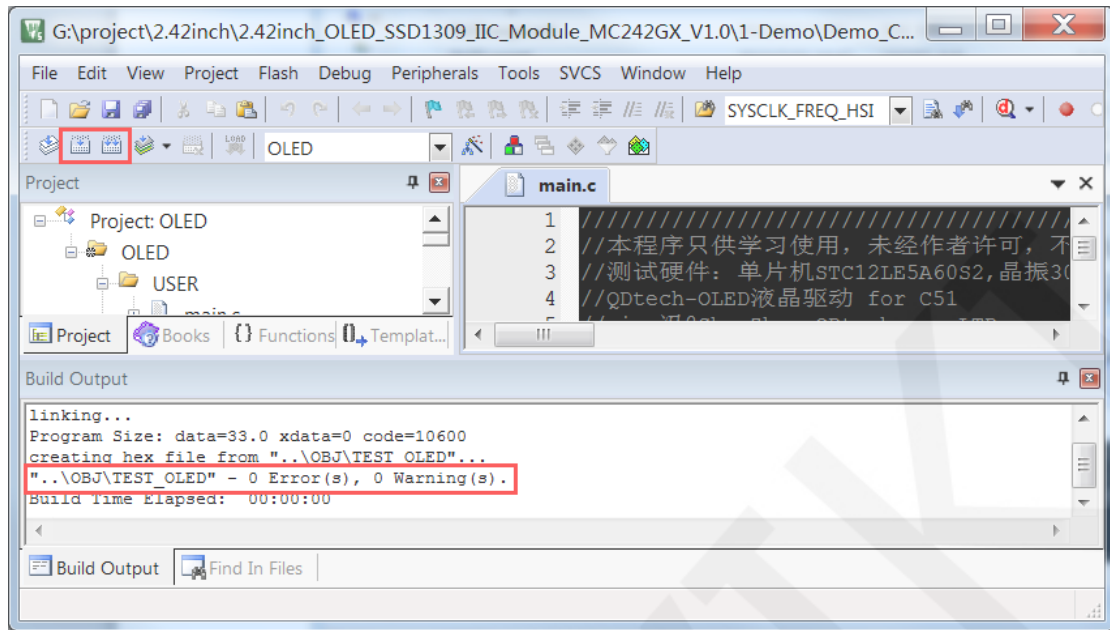 G:\project\2.42inch\2.42inch_OLED_SSD1309_IIC_Module_MC242GX_V1.0\1-Demo\Demo_C...
File Edit View Project Flash Debug Peripherals Tools SVCS Window Help
SYSCLK_FREQ_HSI
LOAD OLED
Project
main.c
Project: OLED
OLED
USER
main.c
1 ////////////////////////////////////////
2 //本程序只供学习使用，未经作者许可，不
3 //测试硬件：单片机STC12LE5A60S2,晶振30
4 //QDtech-OLED液晶驱动 for C51
Project Books {} Functions Templat...
Build Output
linking...
Program Size: data=33.0 xdata=0 code=10600
creating hex file from "..\OBJ\TEST_OLED"...
"..\OBJ\TEST_OLED" - 0 Error(s), 0 Warning(s).
Build Time Elapsed: 00:00:00
Build Output Find In Files